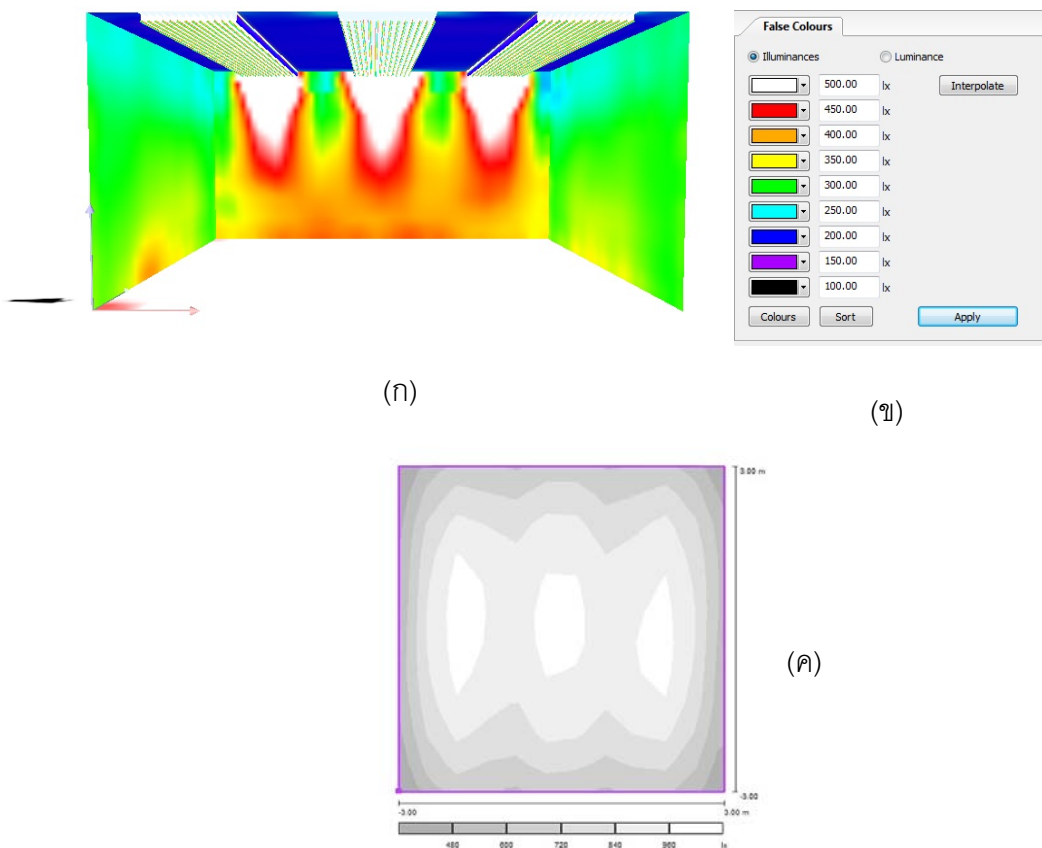 False Colours
Illuminances Luminance
500.00 lx Interpolate
450.00 lx
400.00 lx
350.00 lx
300.00 lx
250.00 lx
200.00 lx
150.00 lx
100.00 lx
Colours Sort Apply
(ก)
(ข)
3.00 m
(ค)
-3.00
-3.00 3.00 m
480 600 720 840 960 lx